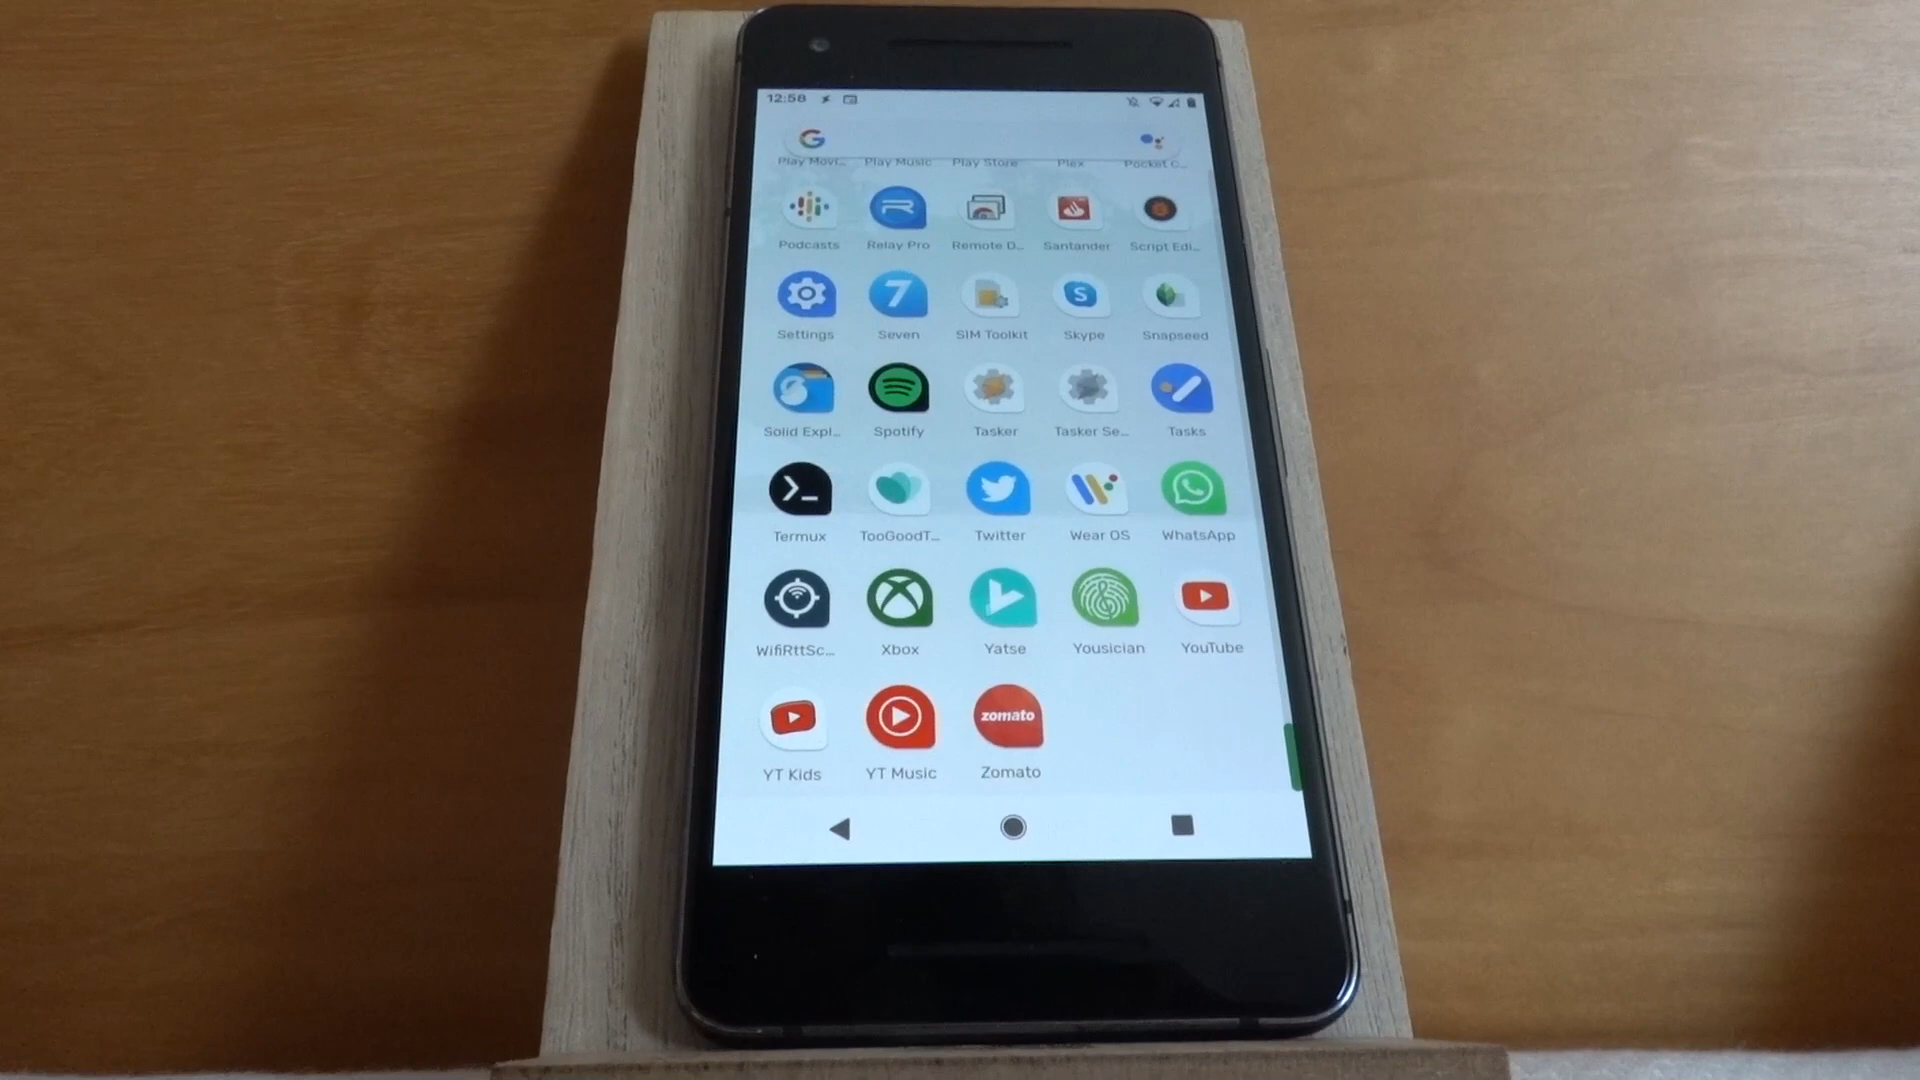 12:58
G
Play Movi... Play Music Play Store Plex Pocket C...
Podcasts Relay Pro Remote D... Santander Script Edi...
7 S
Settings Seven SIM Toolkit Skype Snapseed
Solid Expl... Spotify Tasker Tasker Se... Tasks
Termux TooGoodT... Twitter Wear OS WhatsApp
WifiRttSc... Xbox Yatse Yousician YouTube
zomato
YT Kids YT Music Zomato